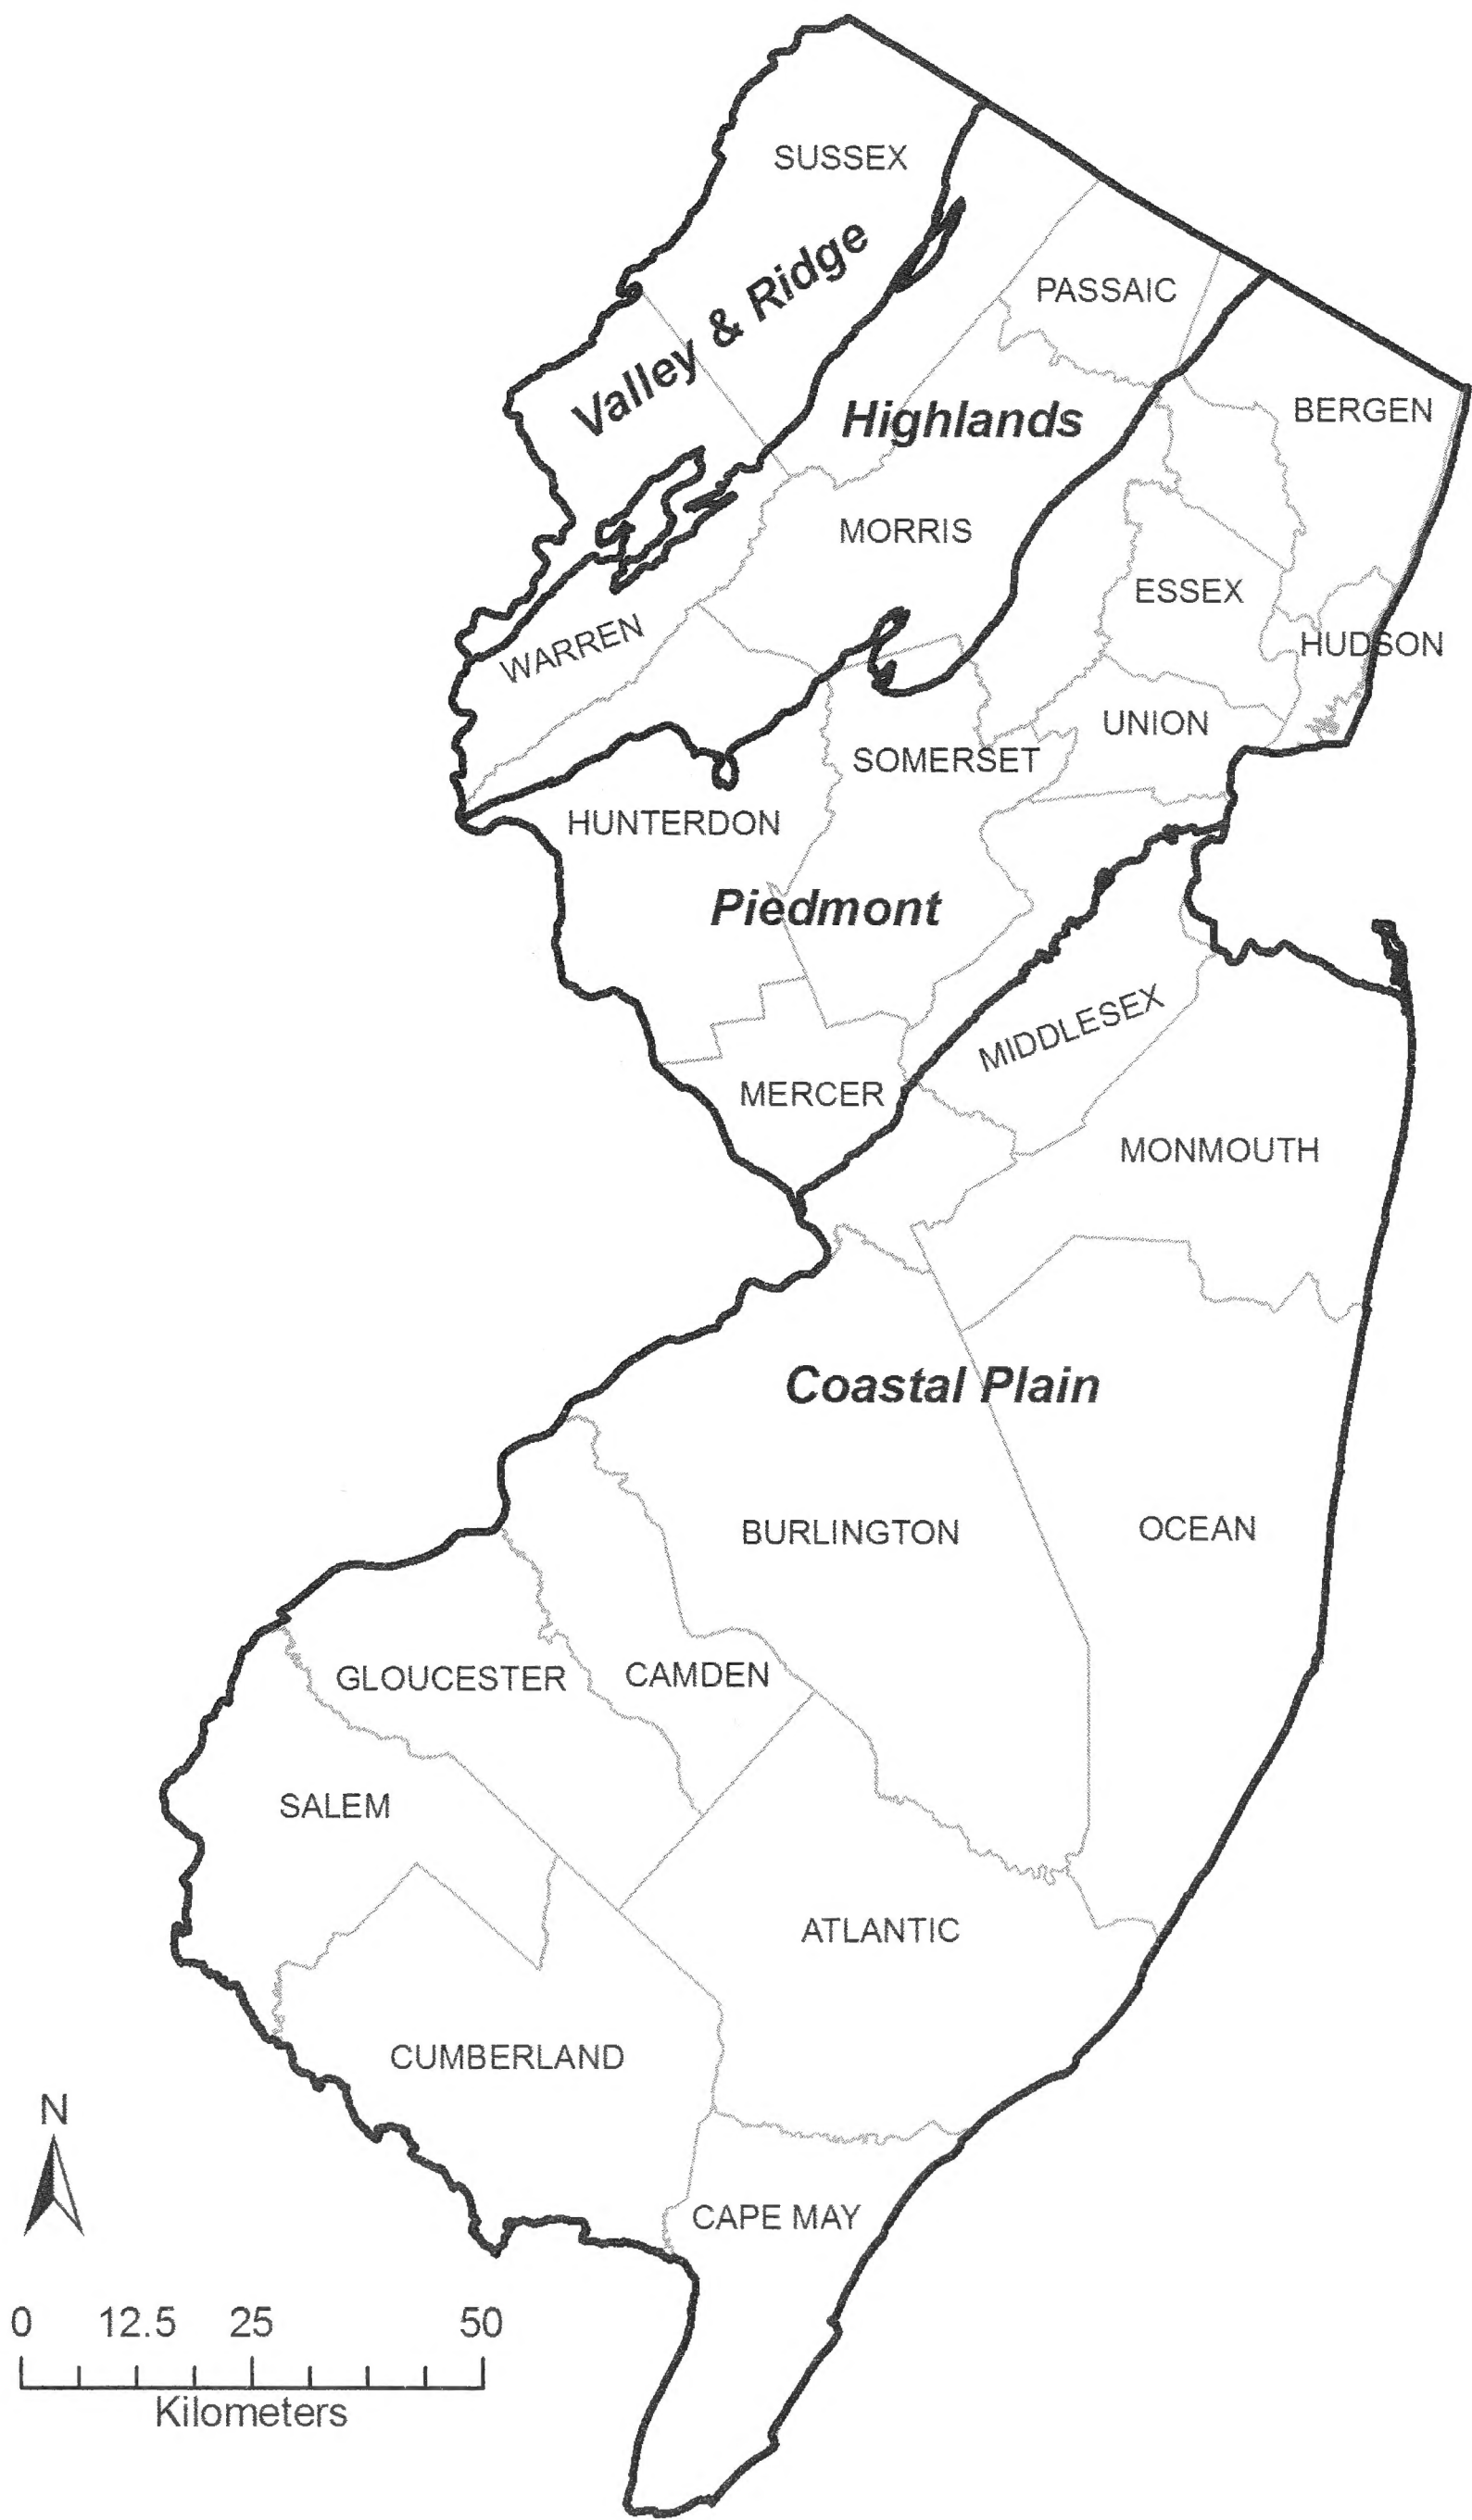 SUSSEX
Valley & Ridge
PASSAIC
BERGEN
Highlands
MORRIS
ESSEX
WARREN
HUDSON
UNION
SOMERSET
HUNTERDON
Piedmont
MIDDLESEX
MERCER
MONMOUTH
Coastal Plain
BURLINGTON
OCEAN
GLOUCESTER
CAMDEN
SALEM
ATLANTIC
CUMBERLAND
CAPE MAY
N
0 12.5 25 50
Kilometers